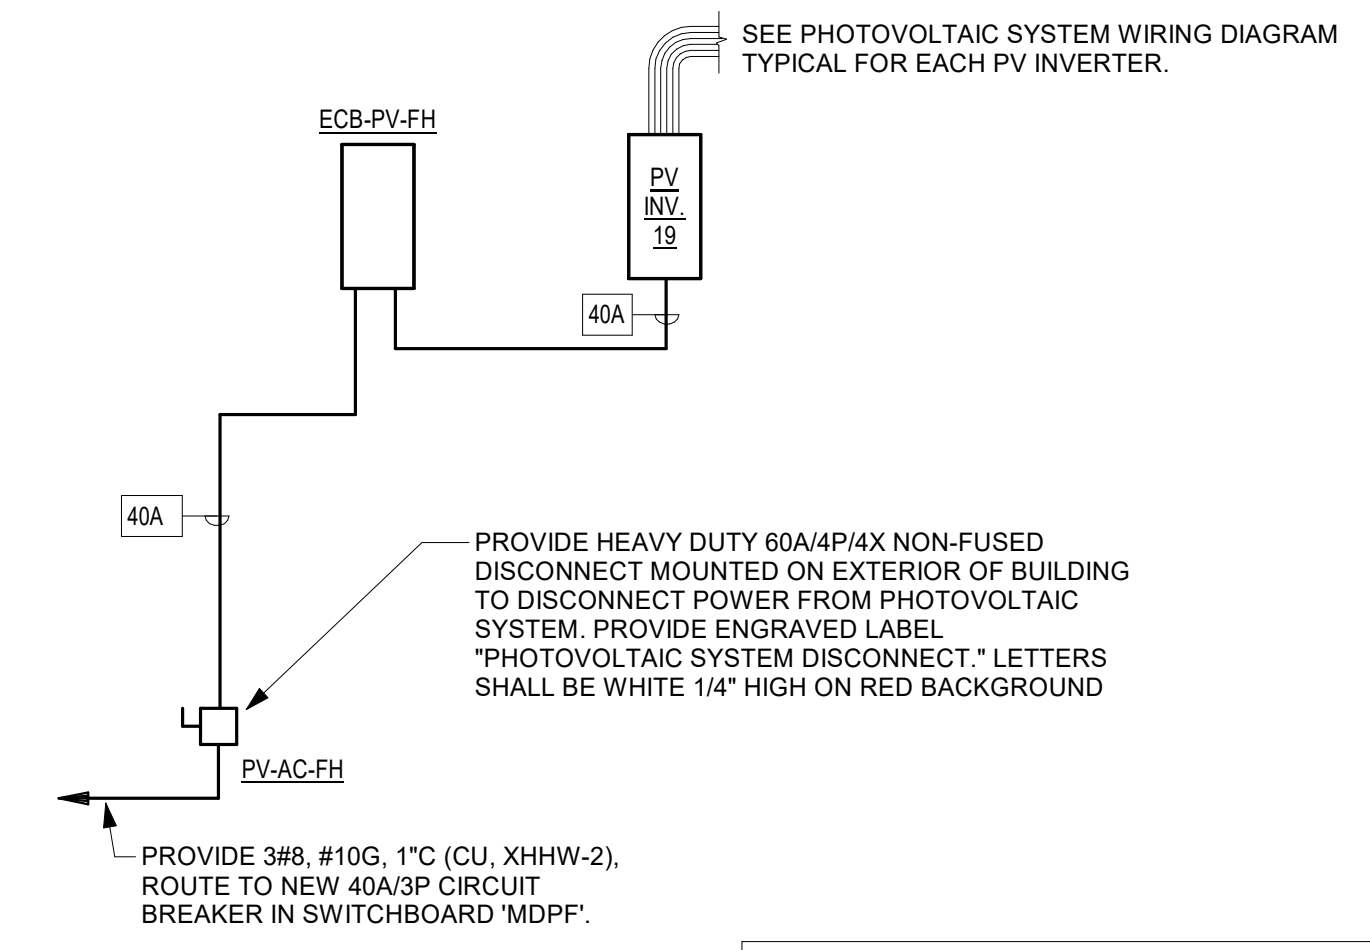 SEE PHOTOVOLTAIC SYSTEM WIRING DIAGRAM
TYPICAL FOR EACH PV INVERTER.
ECB-PV-FH
PV
INV.
19
40A
40A
PROVIDE HEAVY DUTY 60A/4P/4X NON-FUSED
DISCONNECT MOUNTED ON EXTERIOR OF BUILDING
TO DISCONNECT POWER FROM PHOTOVOLTAIC
SYSTEM. PROVIDE ENGRAVED LABEL
"PHOTOVOLTAIC SYSTEM DISCONNECT." LETTERS
SHALL BE WHITE 1/4" HIGH ON RED BACKGROUND
PV-AC-FH
PROVIDE 3#8, #10G, 1"C (CU, XHHW-2),
ROUTE TO NEW 40A/3P CIRCUIT
BREAKER IN SWITCHBOARD 'MDPF'.